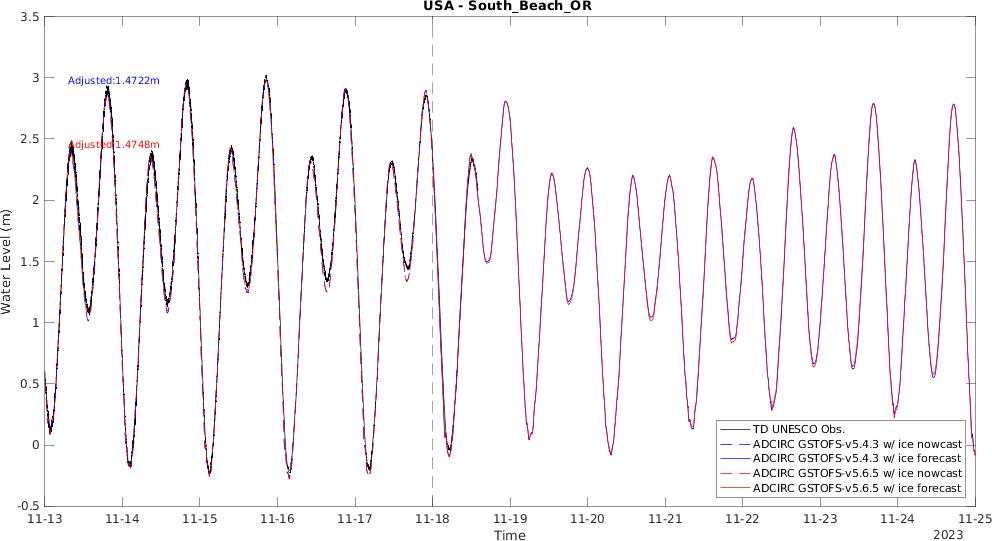 USA - South_Beach_OR
3.5
3
2.5
2
1.5
1
0.5
0
-0.5
Water Level (m)
Adjusted:1.4722m
Adjusted:1.4748m
TD UNESCO Obs.
ADCIRC GSTOFS-v5.4.3 w/ ice nowcast
ADCIRC GSTOFS-v5.4.3 w/ ice forecast
ADCIRC GSTOFS-v5.6.5 w/ ice nowcast
ADCIRC GSTOFS-v5.6.5 w/ ice forecast
11-13 11-14 11-15 11-16 11-17 11-18 11-19 11-20 11-21 11-22 11-23 11-24 11-25
Time
2023